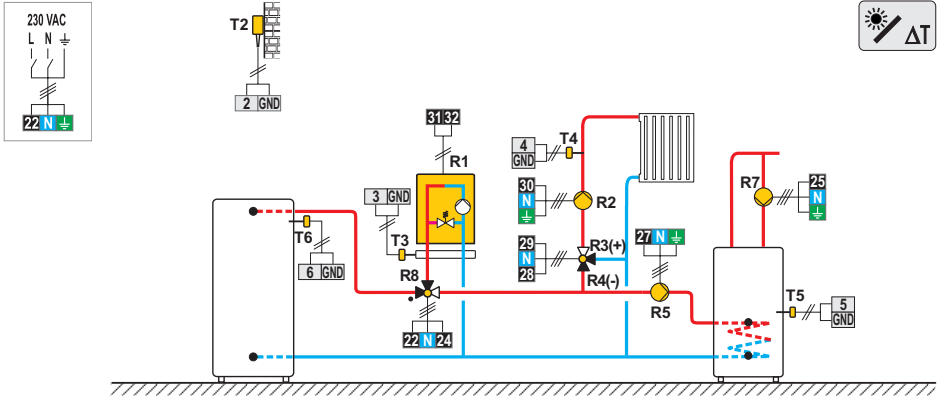 230 VAC
L N
22 N
T2
2 GND
ΔT
31 32
R1
3 GND
T3
T6
6 GND
R8
22 N 24
4
GND
T4
30
N
R2
29
N
28
R3(+)
R4(-)
27 N
R5
R7
25
N
T5
5
GND